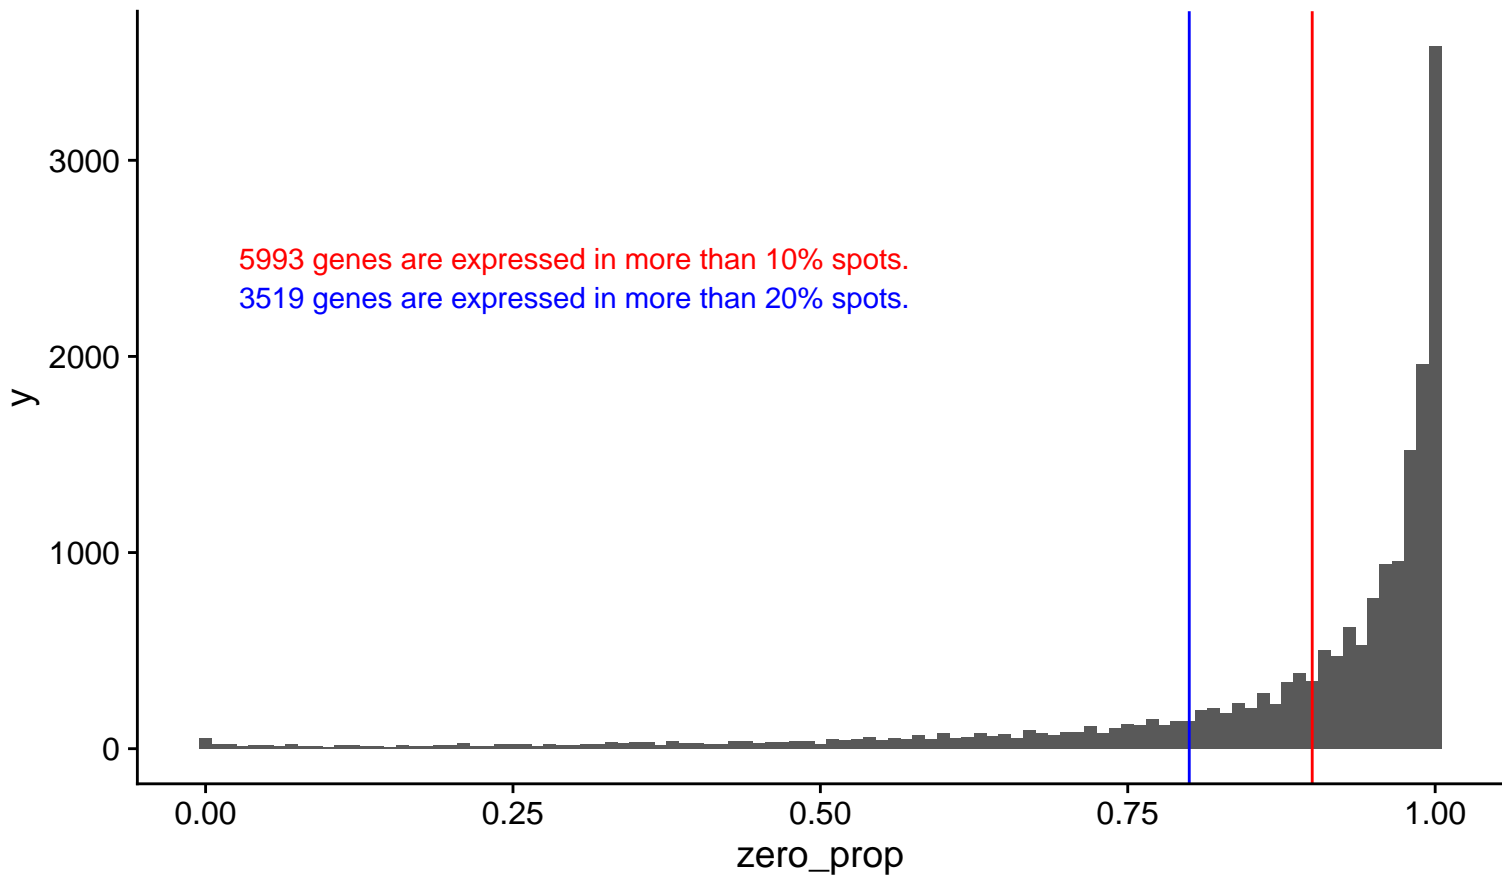 3000
2000
1000
0
y
5993 genes are expressed in more than 10% spots.
3519 genes are expressed in more than 20% spots.
0.00 0.25 0.50 0.75 1.00
zero_prop